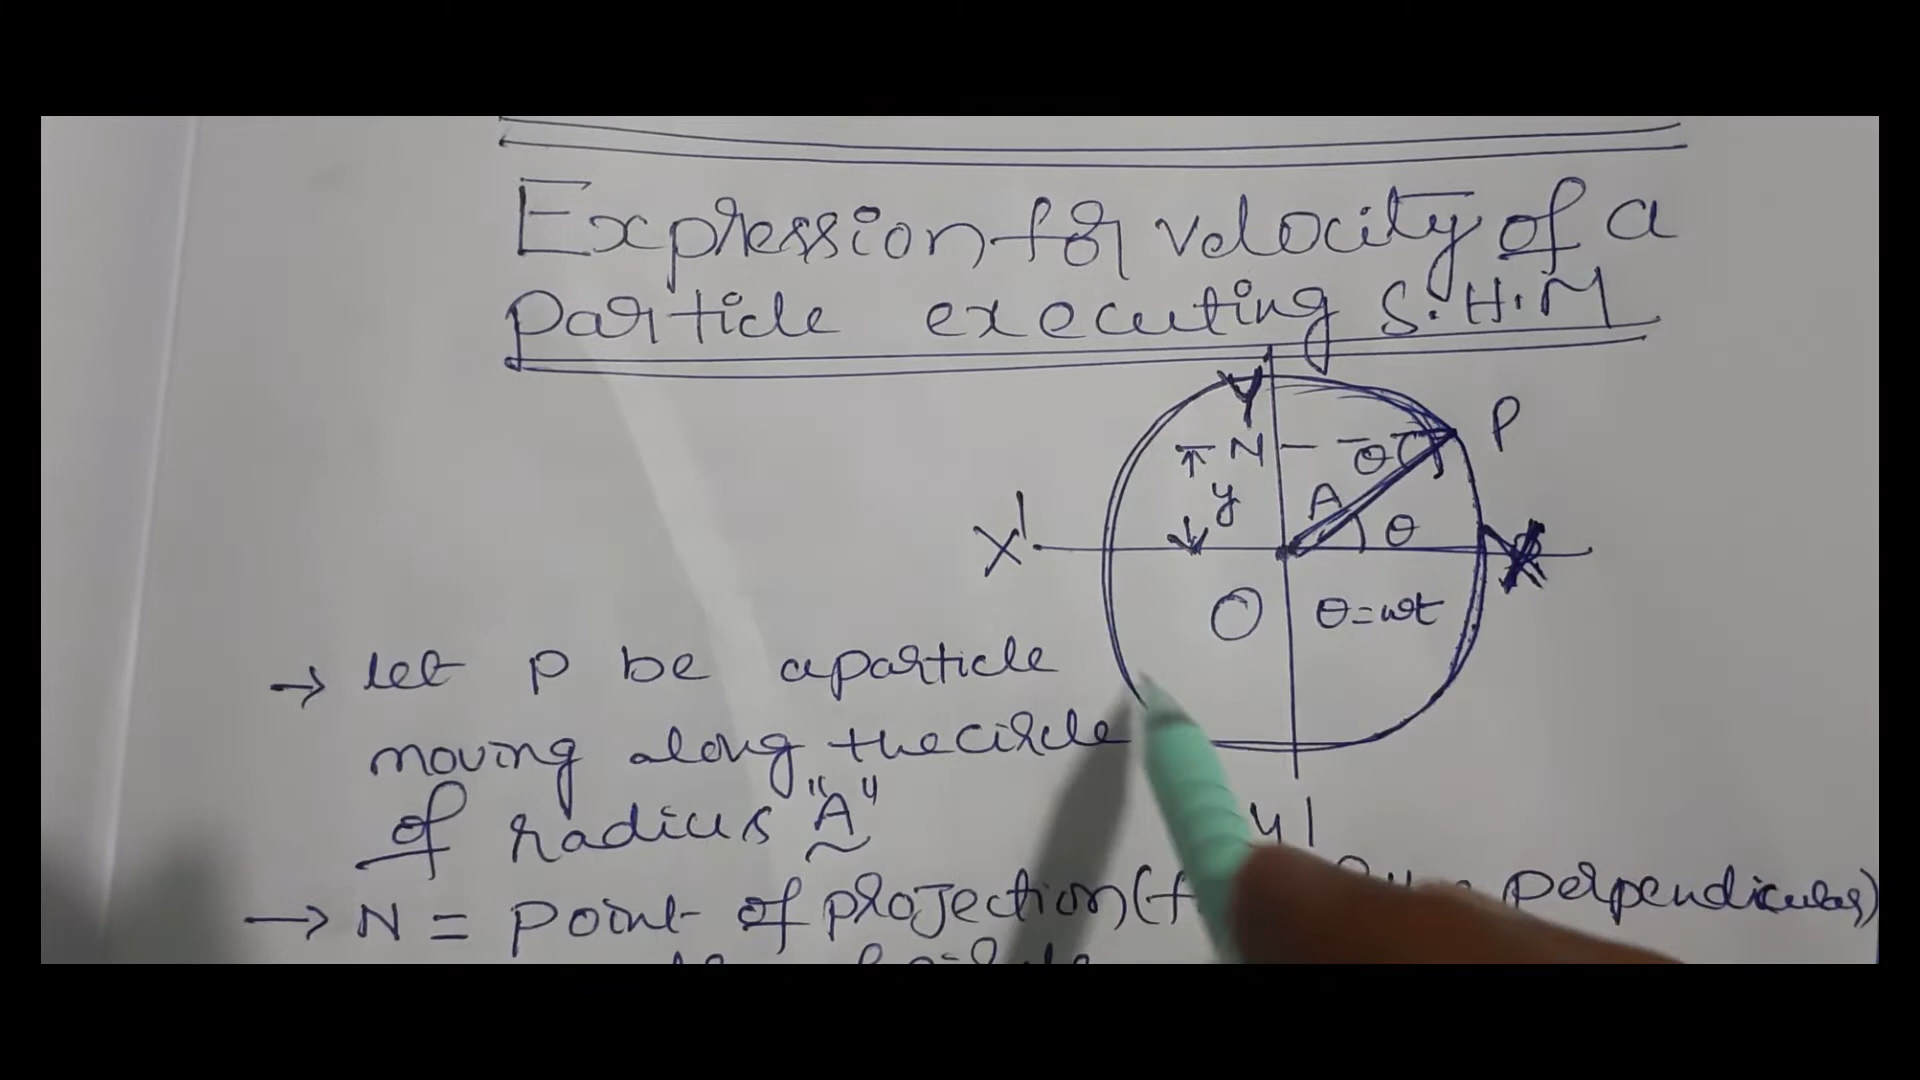 Expression for velocity of a
particle executing S.H.M
Y
N
P
θ
y
A
θ
X'
X
O
θ=wt
→ let P be a particle
moving along the circle
of radius "A"
y'
→ N = point of projection(f perpendicular)